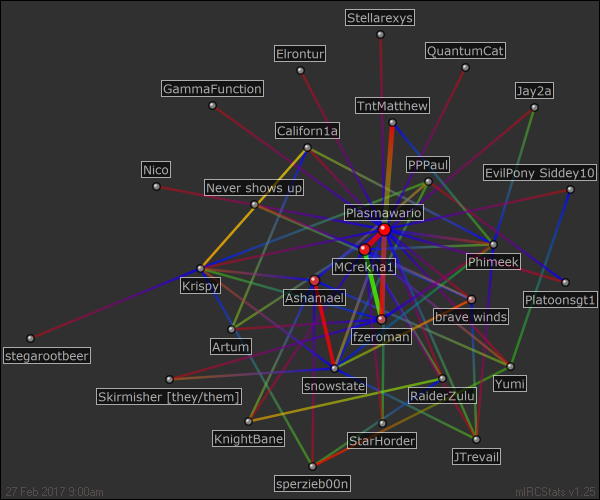 Stellarexys
Elrontur
QuantumCat
GammaFunction
Jay2a
TntMatthew
Californ1a
PPPaul
Nico
EvilPony Siddey10
Never shows up
Plasmawario
MCrekna1
Phimeek
Krispy
Ashamael
Platoonsgt1
brave winds
fzeroman
Artum
stegarootbeer
snowstate
Yumi
Skirmisher [they/them]
RaiderZulu
KnightBane
StarHorder
JTrevail
sperzieb00n
27 Feb 2017 9:00am
mIRCStats v1.25